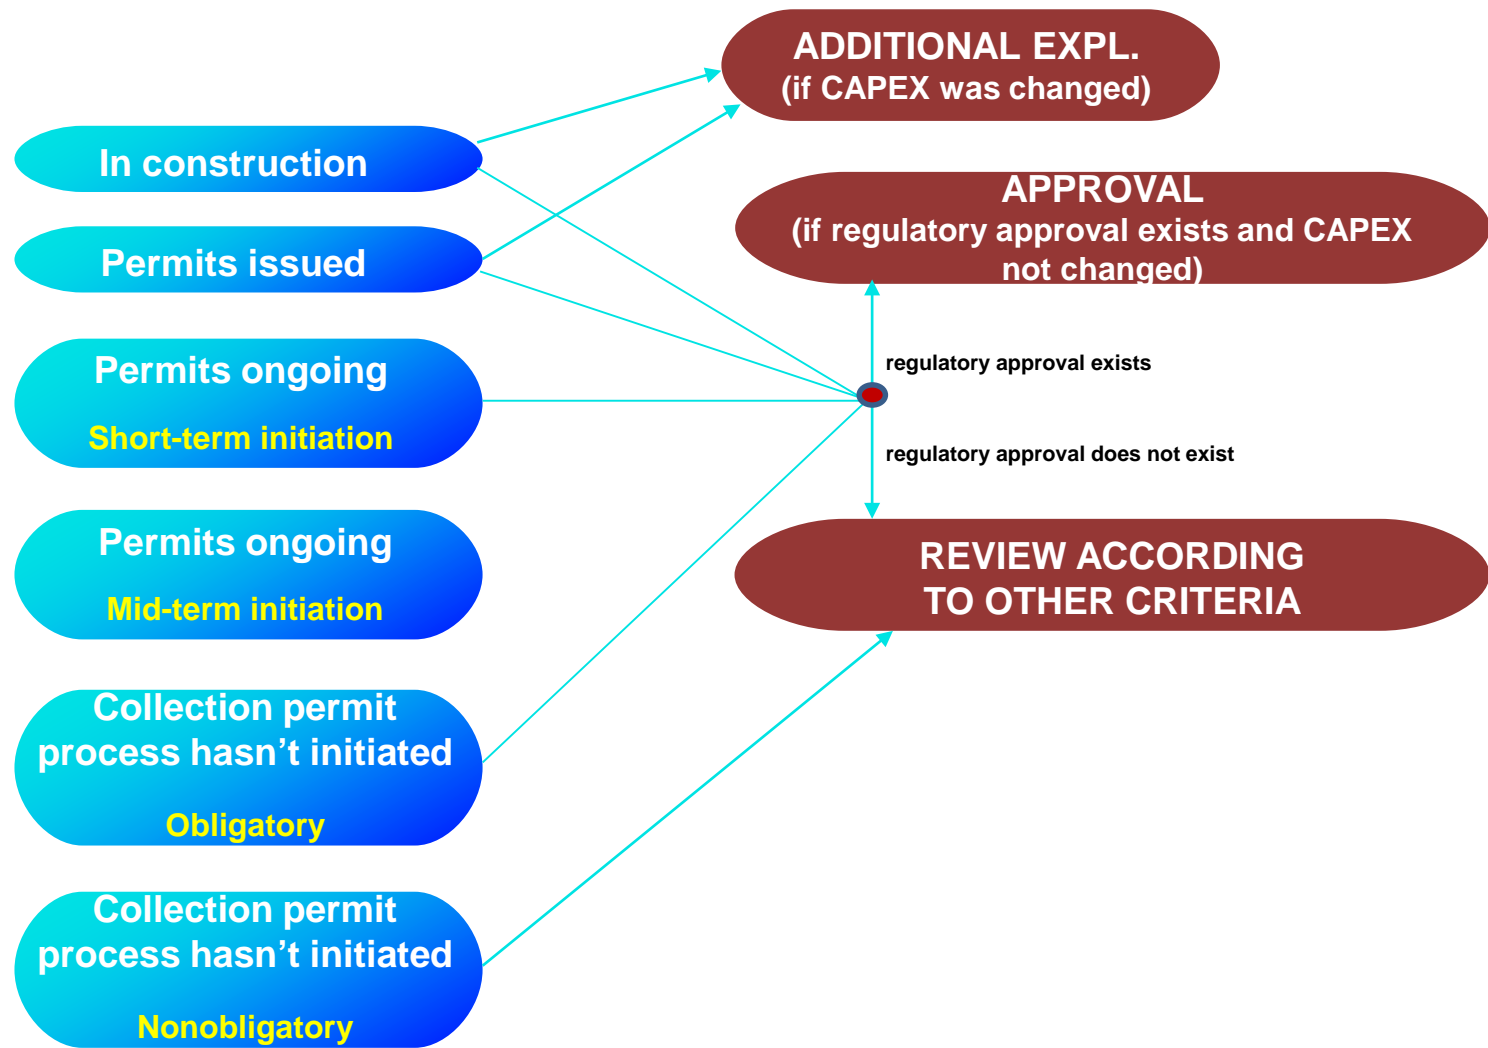 ADDITIONAL EXPL.
(if CAPEX was changed)
In construction
APPROVAL
(if regulatory approval exists and CAPEX
not changed)
Permits issued
Permits ongoing
Short-term initiation
regulatory approval exists
regulatory approval does not exist
Permits ongoing
Mid-term initiation
REVIEW ACCORDING
TO OTHER CRITERIA
Collection permit
process hasn’t initiated
Obligatory
Collection permit
process hasn’t initiated
Nonobligatory